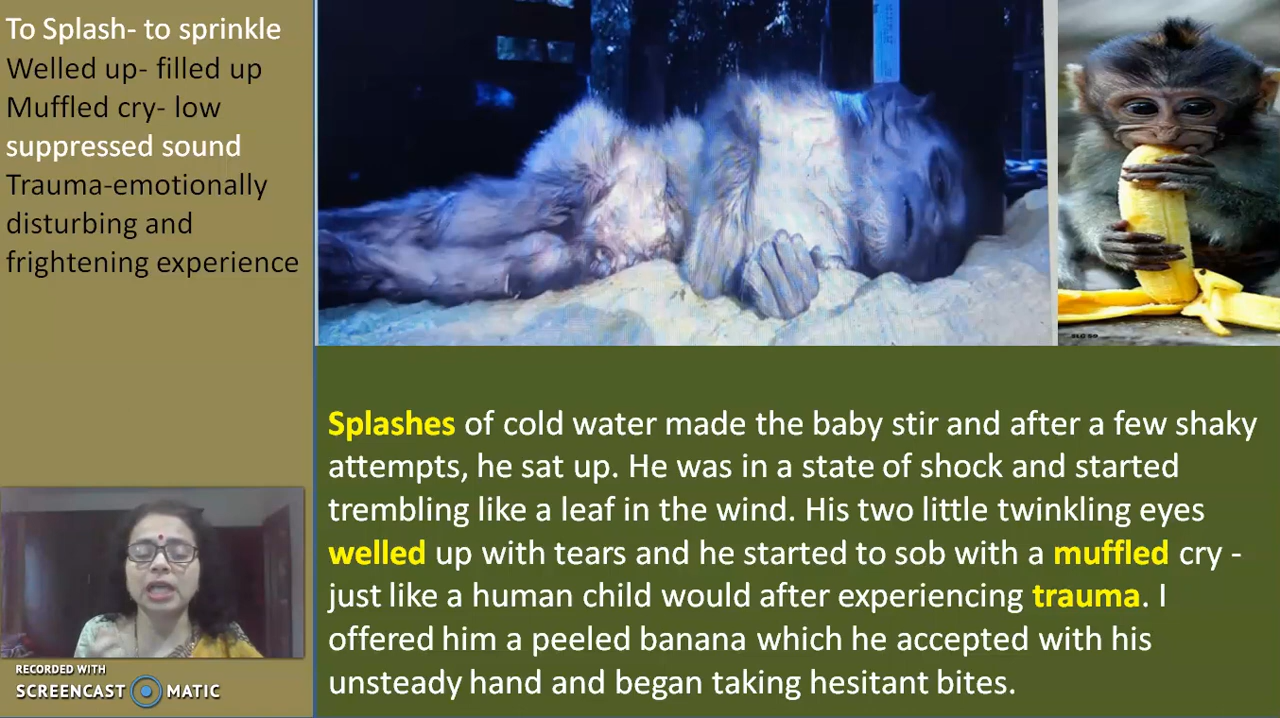 To Splash- to sprinkle
Welled up- filled up
Muffled cry- low
suppressed sound
Trauma-emotionally
disturbing and
frightening experience
Splashes of cold water made the baby stir and after a few shaky
attempts, he sat up. He was in a state of shock and started
trembling like a leaf in the wind. His two little twinkling eyes
welled up with tears and he started to sob with a muffled cry -
just like a human child would after experiencing trauma. I
offered him a peeled banana which he accepted with his
unsteady hand and began taking hesitant bites.
RECORDED WITH
SCREENCAST MATIC